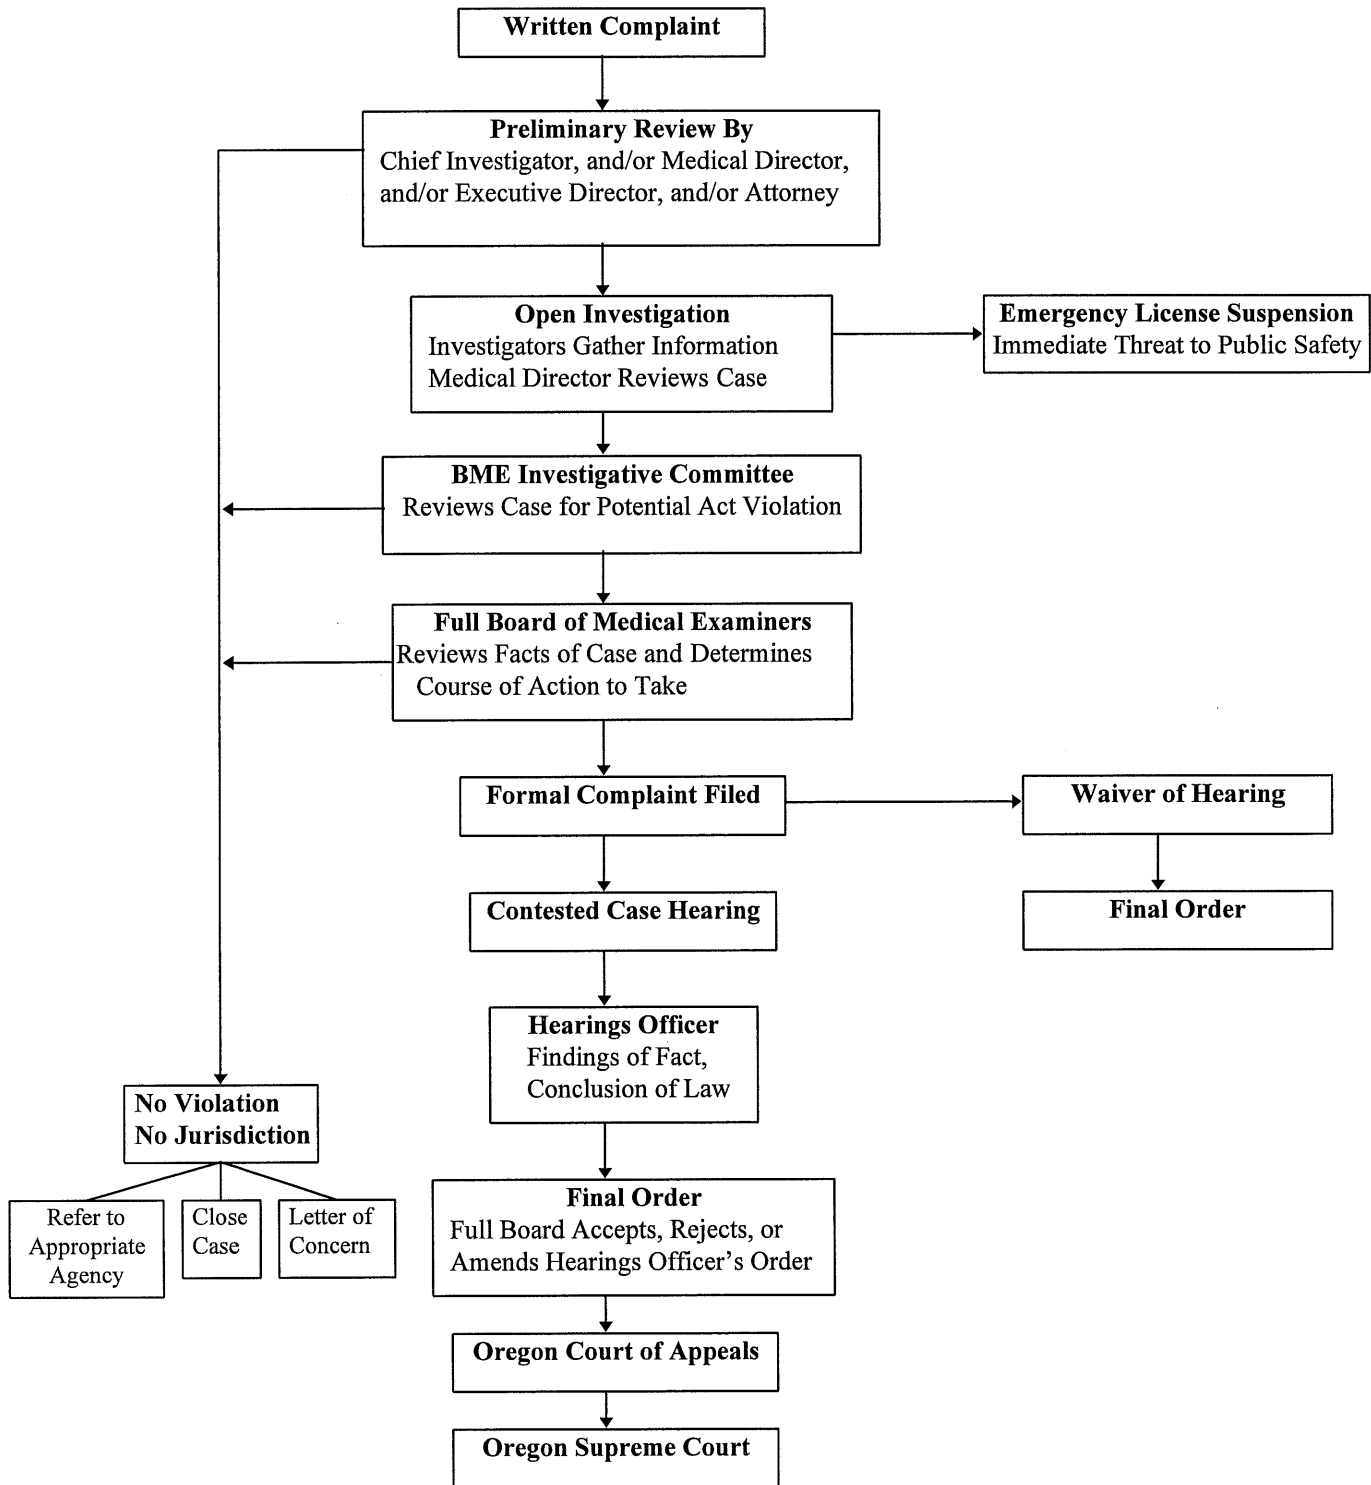 Written Complaint
Preliminary Review By
Chief Investigator, and/or Medical Director,
and/or Executive Director, and/or Attorney
Open Investigation
Investigators Gather Information
Medical Director Reviews Case
Emergency License Suspension
Immediate Threat to Public Safety
BME Investigative Committee
Reviews Case for Potential Act Violation
Full Board of Medical Examiners
Reviews Facts of Case and Determines
Course of Action to Take
Formal Complaint Filed
Waiver of Hearing
Contested Case Hearing
Final Order
Hearings Officer
Findings of Fact,
Conclusion of Law
No Violation
No Jurisdiction
Refer to
Appropriate
Agency
Close
Case
Letter of
Concern
Final Order
Full Board Accepts, Rejects, or
Amends Hearings Officer's Order
Oregon Court of Appeals
Oregon Supreme Court